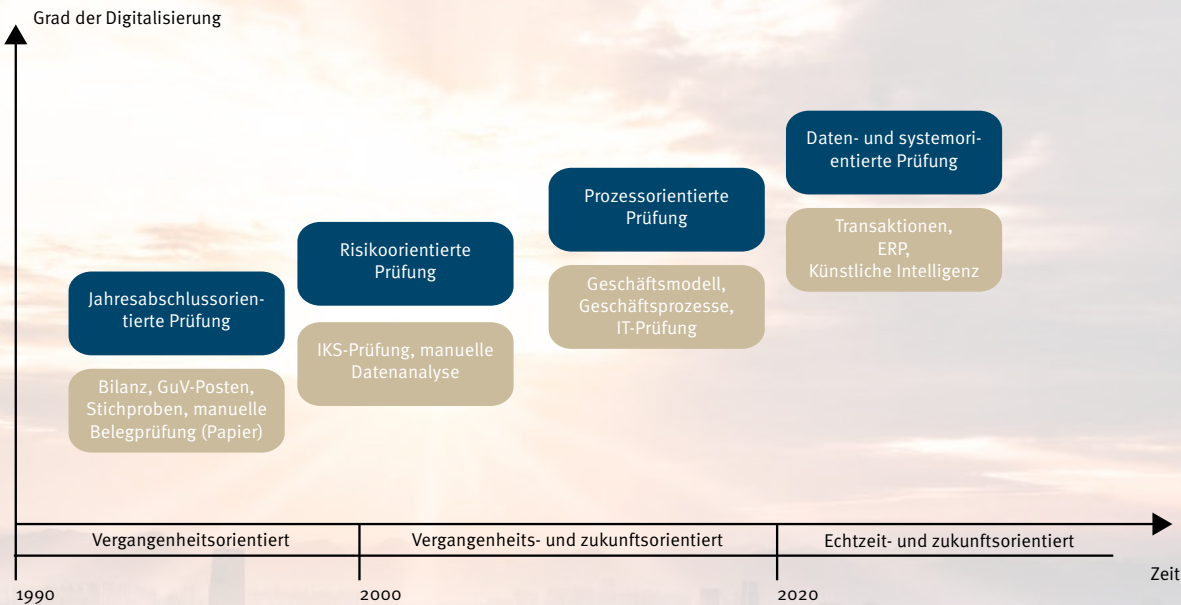 Grad der Digitalisierung
Daten- und systemori-
entierte Prüfung
Transaktionen,
ERP,
Künstliche Intelligenz
Prozessorientierte
Prüfung
Geschäftsmodell,
Geschäftsprozesse,
IT-Prüfung
Risikoorientierte
Prüfung
IKS-Prüfung, manuelle
Datenanalyse
Jahresabschlussorien-
tierte Prüfung
Bilanz, GuV-Posten,
Stichproben, manuelle
Belegprüfung (Papier)
Vergangenheitsorientiert
Vergangenheits- und zukunftsorientiert
Echtzeit- und zukunftsorientiert
Zeit
1990
2000
2020